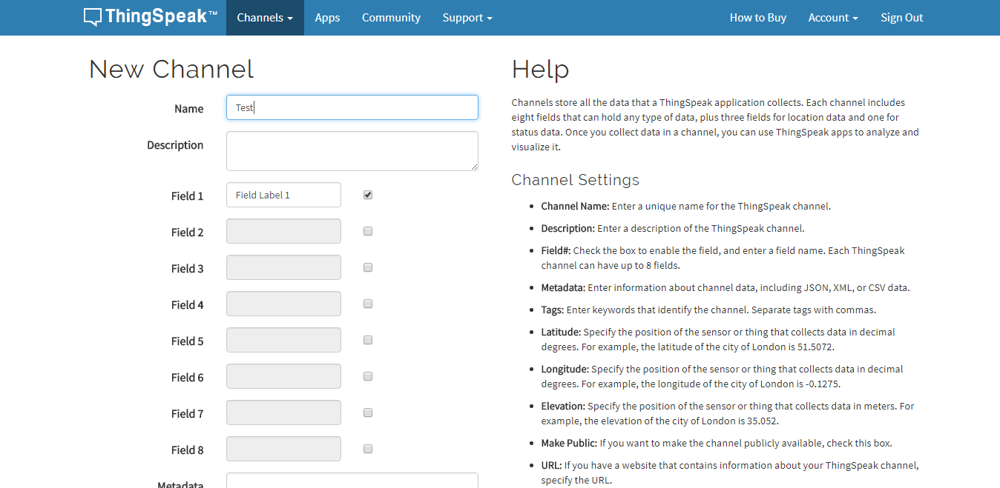 ThingSpeak™ Channels Apps Community Support How to Buy Account Sign Out
New Channel
Name Test
Description
Field 1 Field Label 1
Field 2
Field 3
Field 4
Field 5
Field 6
Field 7
Field 8
Metadata
Help
Channels store all the data that a ThingSpeak application collects. Each channel includes
eight fields that can hold any type of data, plus three fields for location data and one for
status data. Once you collect data in a channel, you can use ThingSpeak apps to analyze and
visualize it.
Channel Settings
• Channel Name: Enter a unique name for the ThingSpeak channel.
• Description: Enter a description of the ThingSpeak channel.
• Field#: Check the box to enable the field, and enter a field name. Each ThingSpeak
channel can have up to 8 fields.
• Metadata: Enter information about channel data, including JSON, XML, or CSV data.
• Tags: Enter keywords that identify the channel. Separate tags with commas.
• Latitude: Specify the position of the sensor or thing that collects data in decimal
degrees. For example, the latitude of the city of London is 51.5072.
• Longitude: Specify the position of the sensor or thing that collects data in decimal
degrees. For example, the longitude of the city of London is -0.1275.
• Elevation: Specify the position of the sensor or thing that collects data in meters. For
example, the elevation of the city of London is 35.052.
• Make Public: If you want to make the channel publicly available, check this box.
• URL: If you have a website that contains information about your ThingSpeak channel,
specify the URL.